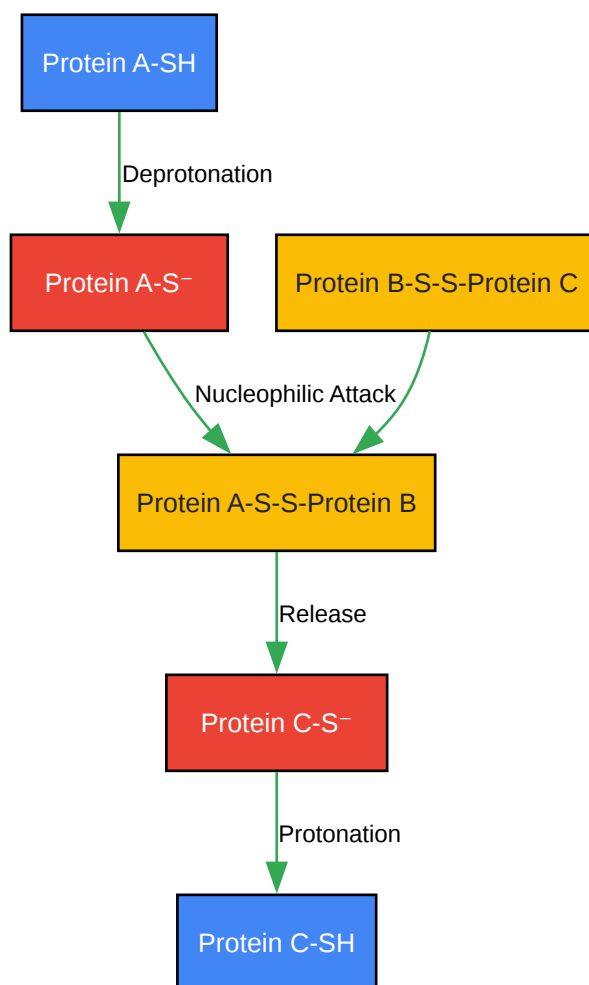 Protein A-SH
Deprotonation
Protein A-S⁻
Protein B-S-S-Protein C
Nucleophilic Attack
Protein A-S-S-Protein B
Release
Protein C-S⁻
Protonation
Protein C-SH